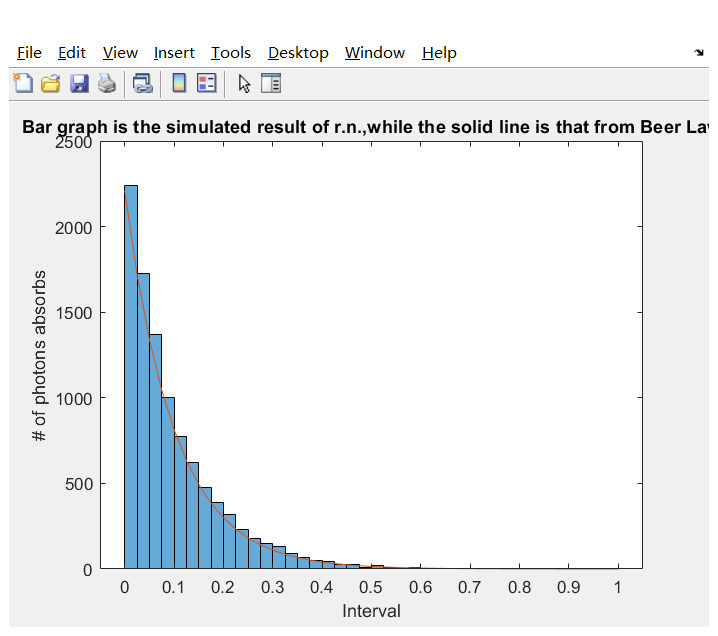 File Edit View Insert Tools Desktop Window Help
Bar graph is the simulated result of r.n.,while the solid line is that from Beer
2500
2000
1500
1000
500
0
# of photons absorbs
0 0.1 0.2 0.3 0.4 0.5 0.6 0.7 0.8 0.9 1
Interval